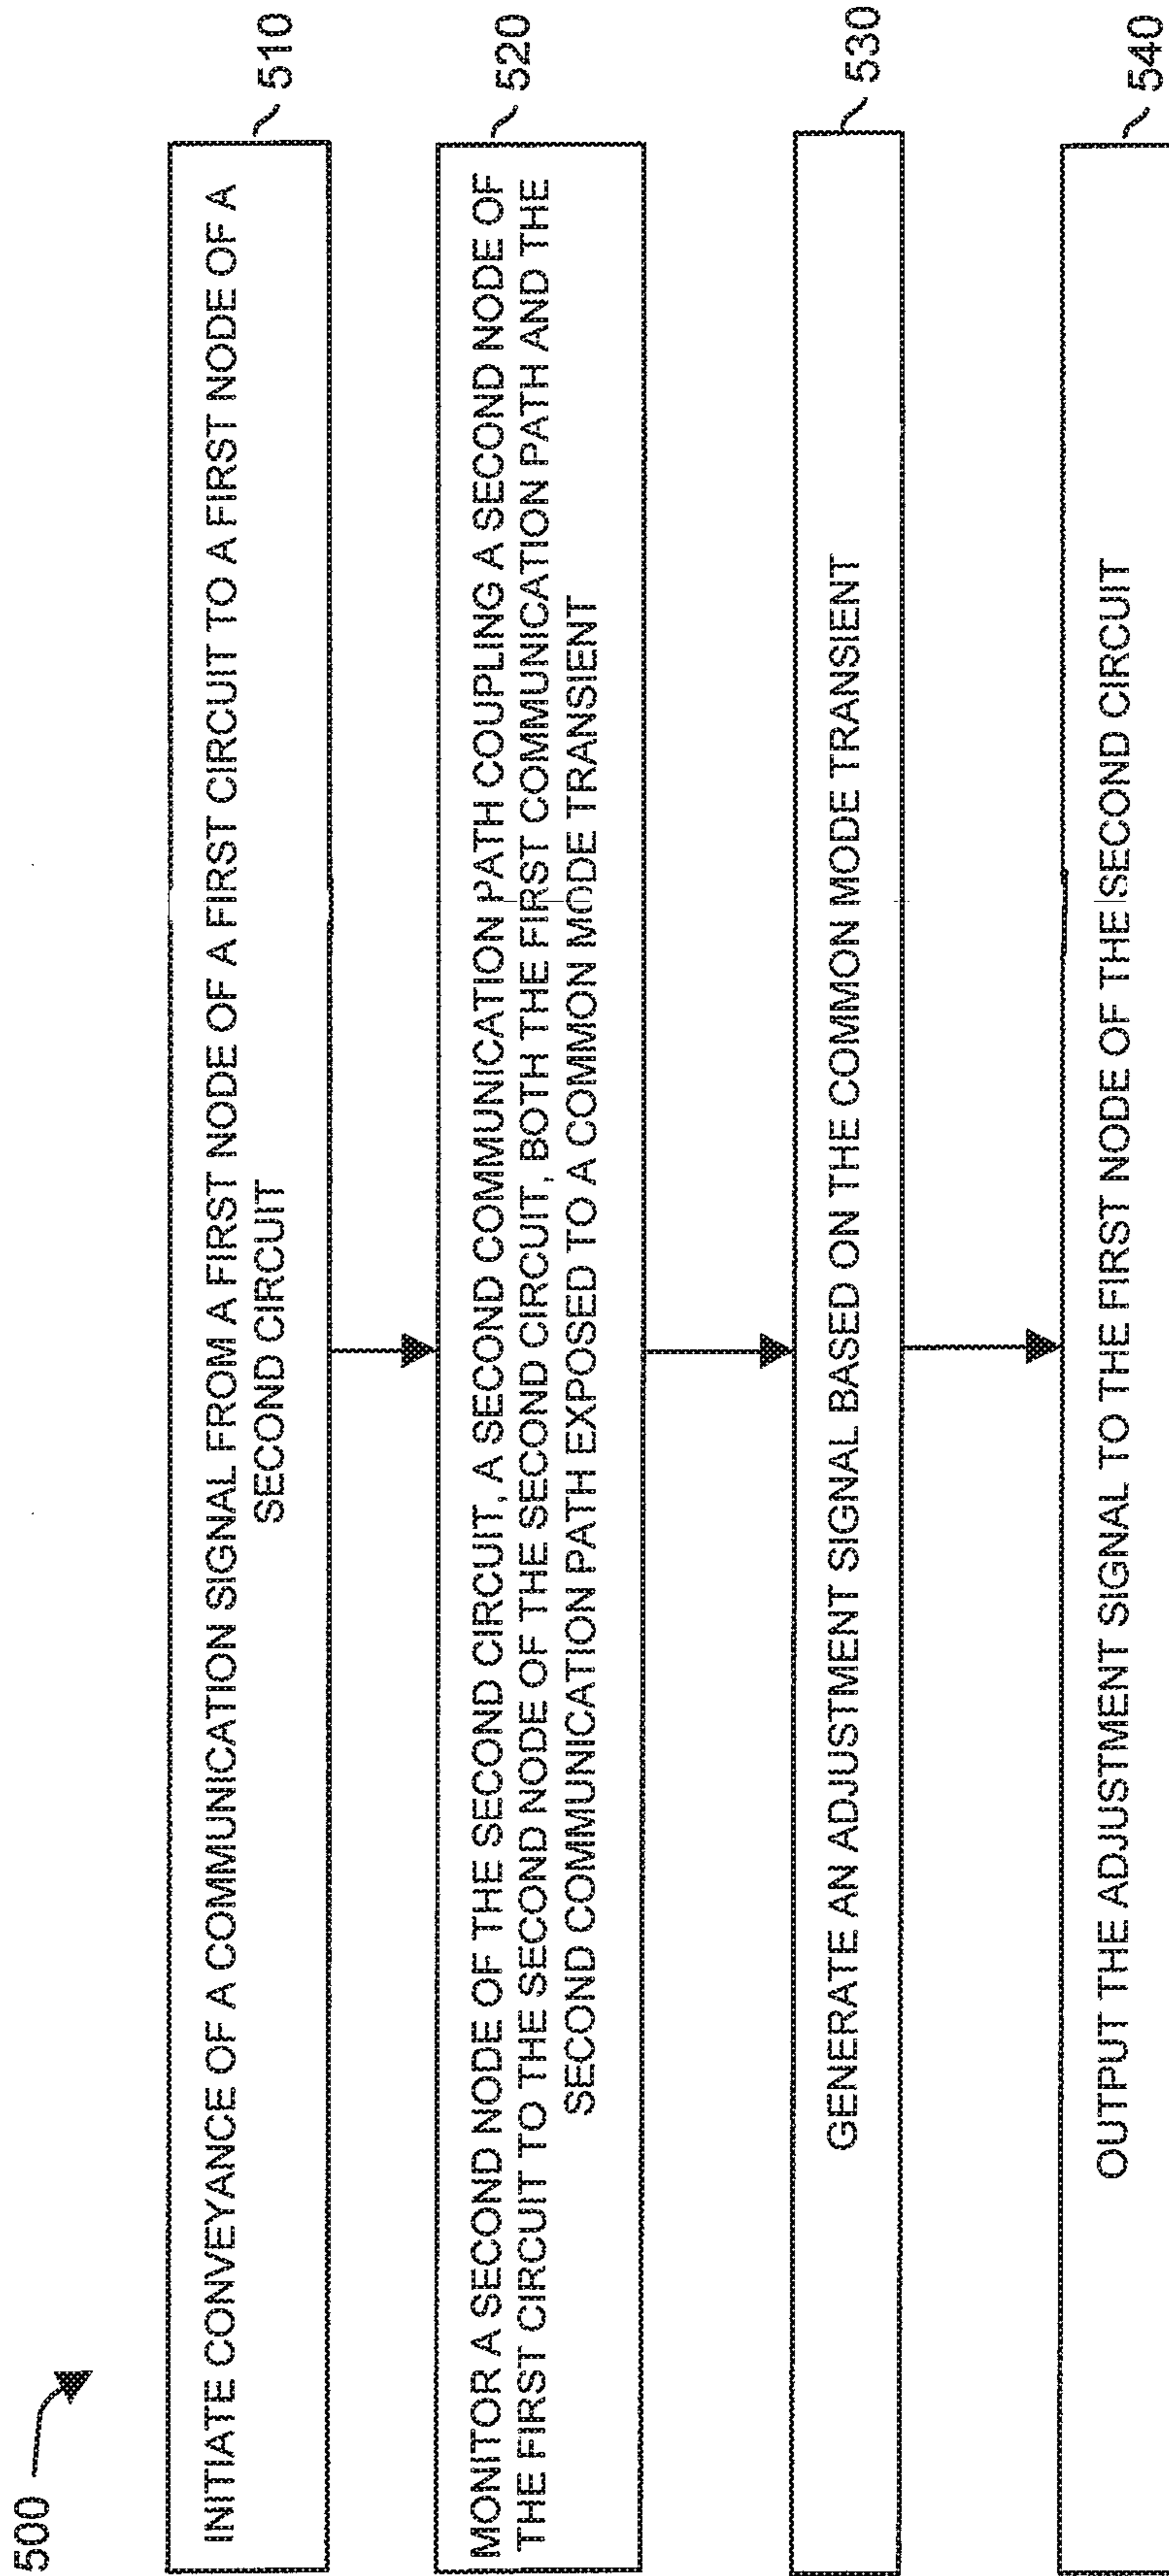 500
INITIATE CONVEYANCE OF A COMMUNICATION SIGNAL FROM A FIRST NODE OF A FIRST CIRCUIT TO A FIRST NODE OF A
SECOND CIRCUIT
510
MONITOR A SECOND NODE OF THE SECOND CIRCUIT, A SECOND COMMUNICATION PATH COUPLING A SECOND NODE OF
THE FIRST CIRCUIT TO THE SECOND NODE OF THE SECOND CIRCUIT, BOTH THE FIRST COMMUNICATION PATH AND THE
SECOND COMMUNICATION PATH EXPOSED TO A COMMON MODE TRANSIENT
520
GENERATE AN ADJUSTMENT SIGNAL BASED ON THE COMMON MODE TRANSIENT
530
OUTPUT THE ADJUSTMENT SIGNAL TO THE FIRST NODE OF THE SECOND CIRCUIT
540